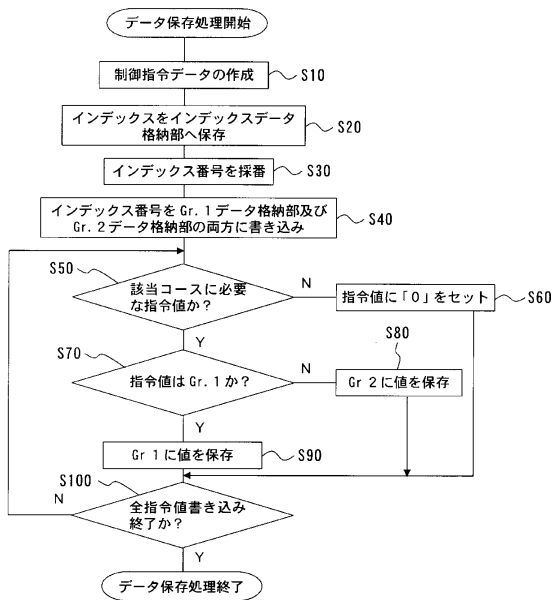 データ保存処理開始
制御指令データの作成
S10
インデックスをインデックスデータ
格納部へ保存
S20
インデックス番号を採番
S30
インデックス番号をGr.1データ格納部及び
Gr.2データ格納部の両方に書き込み
S40
S50
該当コースに必要
な指令値か？
N
指令値に「0」をセット
S60
Y
S70
指令値はGr.1か？
N
S80
Gr 2に値を保存
Y
Gr 1に値を保存
S90
S100
N
全指令値書き込み
終了か？
Y
データ保存処理終了